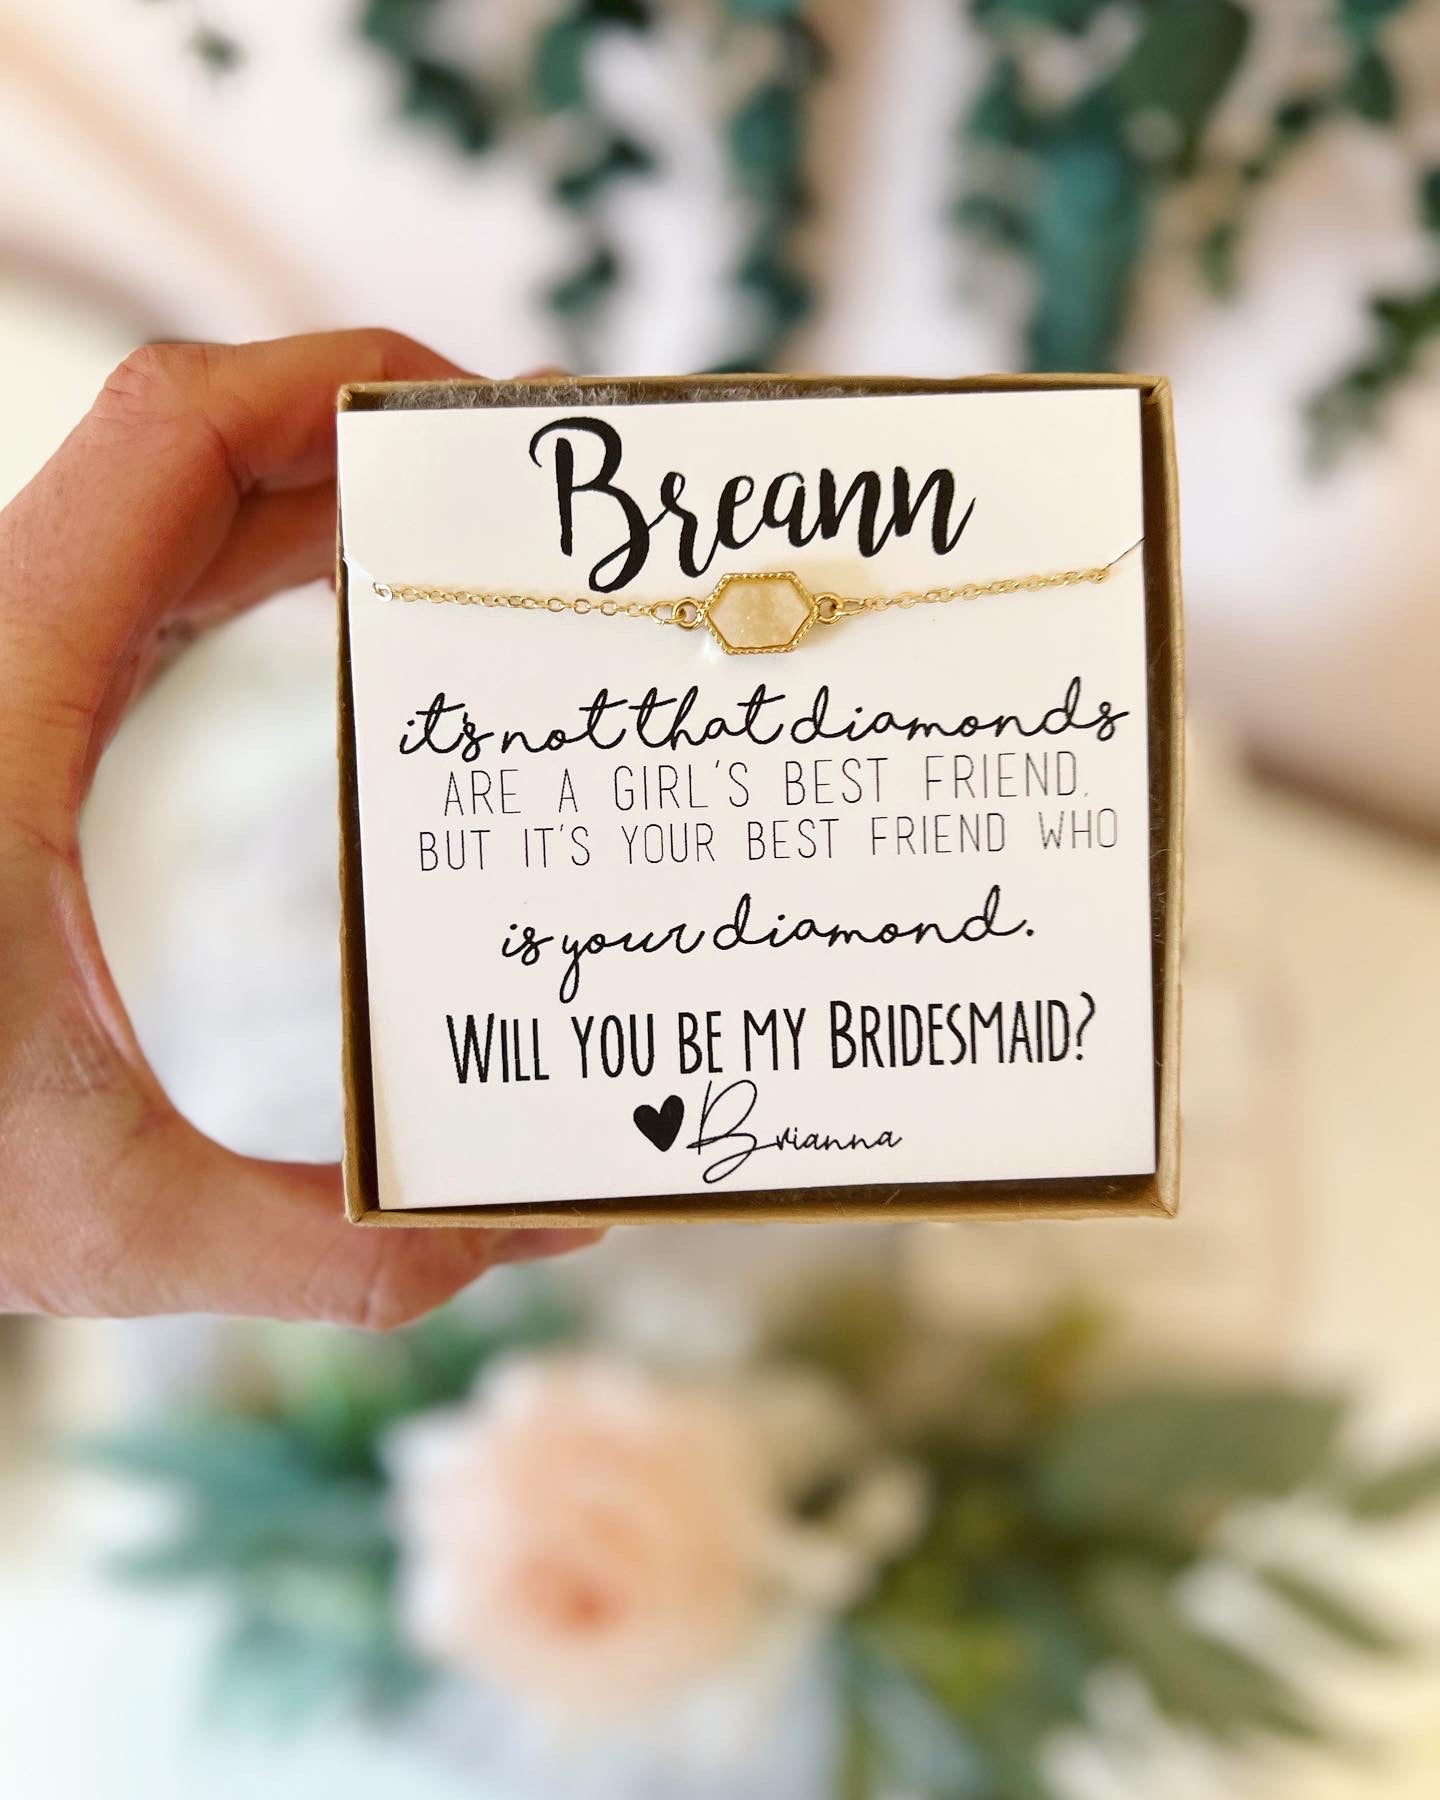 Breann
it's not that diamonds
ARE A GIRL'S BEST FRIEND,
BUT IT'S YOUR BEST FRIEND WHO
is your diamond.
WILL YOU BE MY BRIDESMAID?
♥Brianna